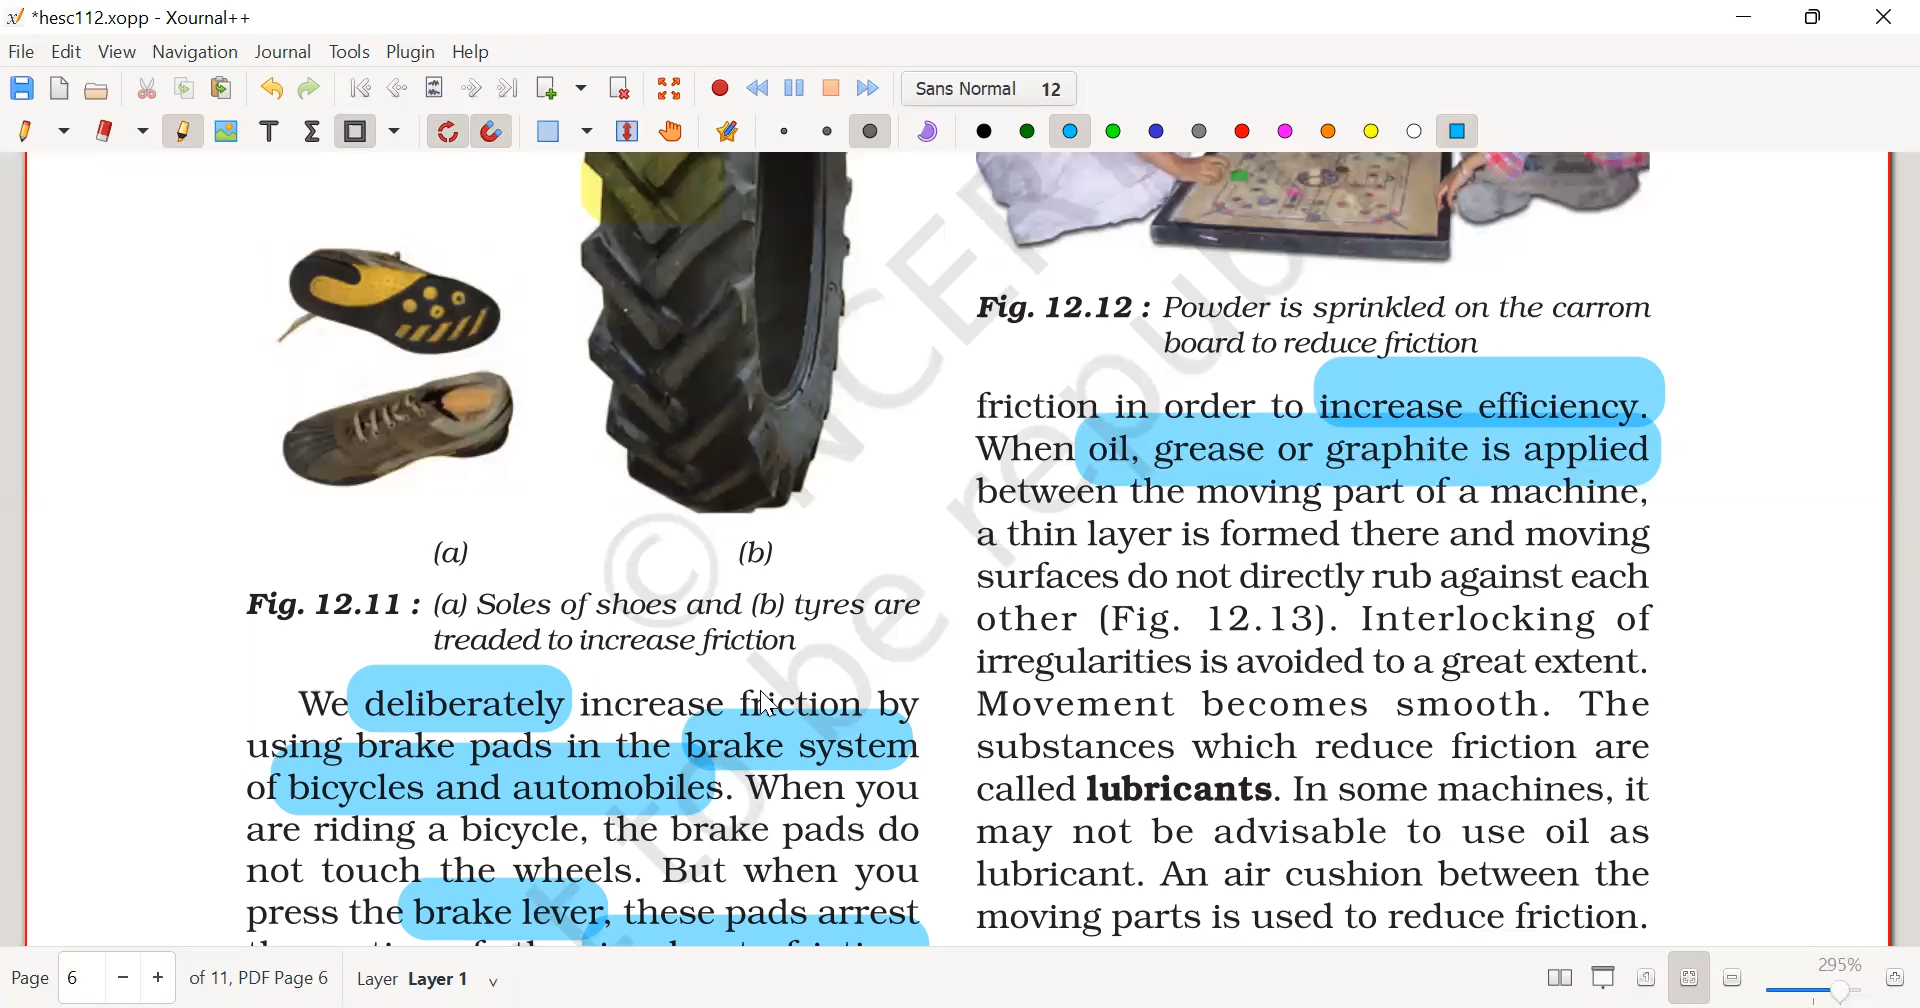 *hesc112.xopp - Xournal++
File Edit View Navigation Journal Tools Plugin Help
Sans Normal 12
(a) (b)
Fig. 12.11 : (a) Soles of shoes and (b) tyres are
treaded to increase friction
We deliberately increase friction by
using brake pads in the brake system
of bicycles and automobiles. When you
are riding a bicycle, the brake pads do
not touch the wheels. But when you
press the brake lever, these pads arrest
Fig. 12.12 : Powder is sprinkled on the carrom
board to reduce friction
friction in order to increase efficiency.
When oil, grease or graphite is applied
between the moving part of a machine,
a thin layer is formed there and moving
surfaces do not directly rub against each
other (Fig. 12.13). Interlocking of
irregularities is avoided to a great extent.
Movement becomes smooth. The
substances which reduce friction are
called lubricants. In some machines, it
may not be advisable to use oil as
lubricant. An air cushion between the
moving parts is used to reduce friction.
© NCER
to be repub
Page 6 of 11, PDF Page 6 Layer Layer 1 295%